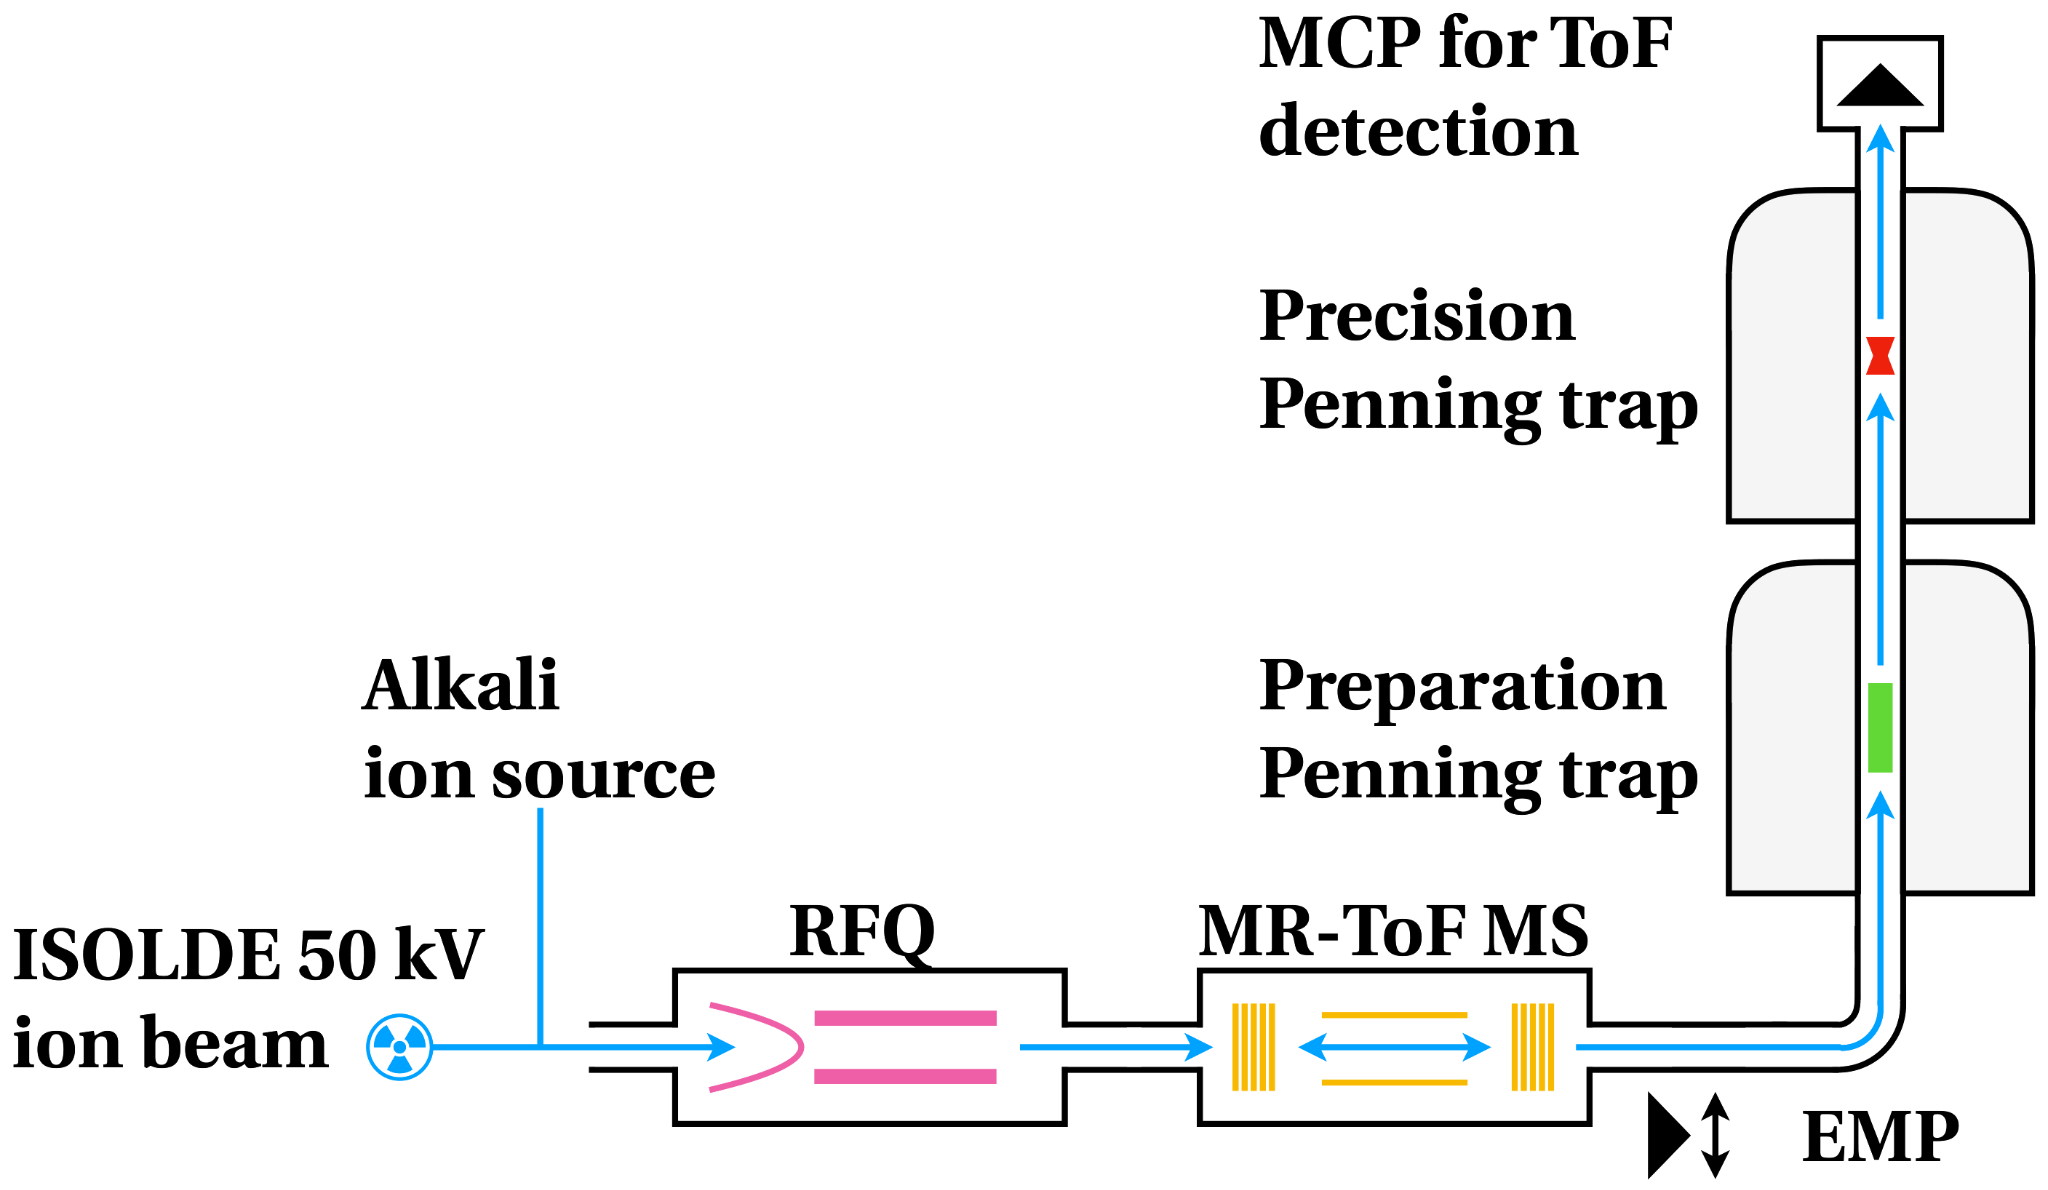 MCP for ToF
detection
Precision
Penning trap
Preparation
Penning trap
Alkali
ion source
ISOLDE 50 kV
ion beam
RFQ
MR-ToF MS
EMP